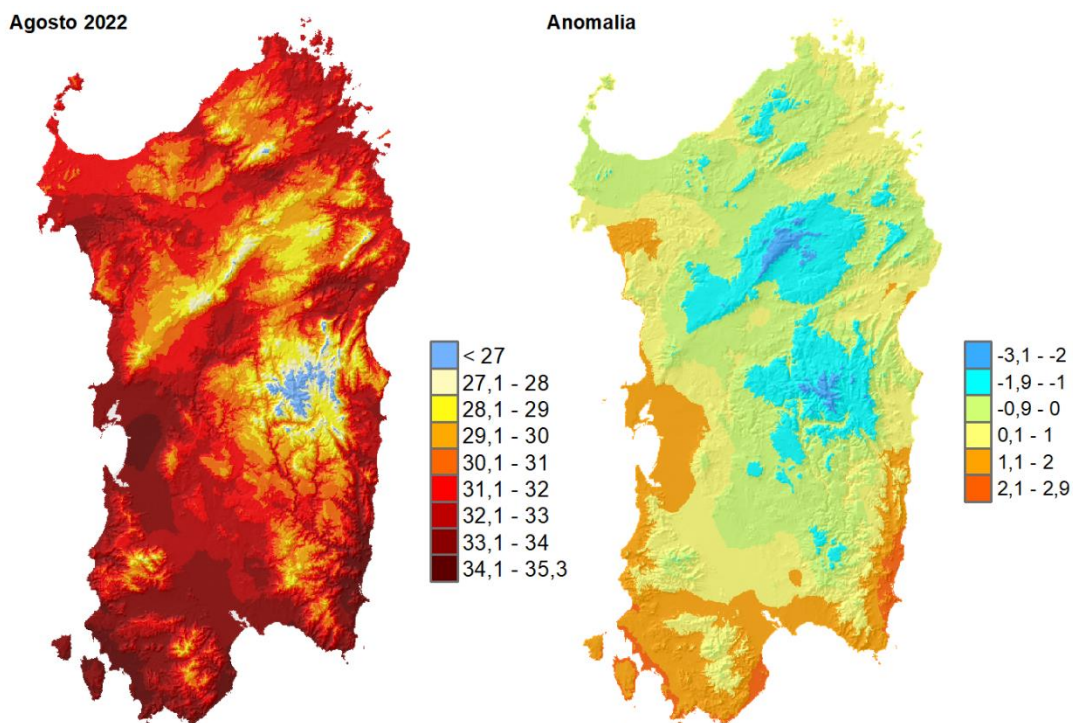 Agosto 2022
< 27
27,1 - 28
28,1 - 29
29,1 - 30
30,1 - 31
31,1 - 32
32,1 - 33
33,1 - 34
34,1 - 35,3
Anomalia
-3,1 - -2
-1,9 - -1
-0,9 - 0
0,1 - 1
1,1 - 2
2,1 - 2,9